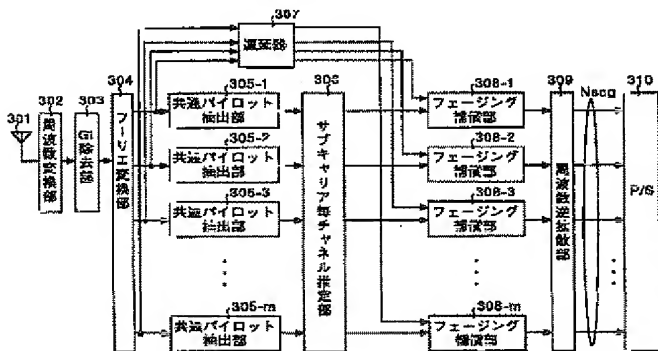 307
遅延器
304
305-1
306
308-1
309
Nscg
310
301
302
303
周波数変換部
GI除去部
フーリエ変換部
共通パイロット
抽出部
305-2
共通パイロット
抽出部
305-3
共通パイロット
抽出部
305-m
共通パイロット
抽出部
サブキャリア毎チャネル推定部
フェージング
補償部
308-2
フェージング
補償部
308-3
フェージング
補償部
308-m
フェージング
補償部
周波数逆拡散部
P/S